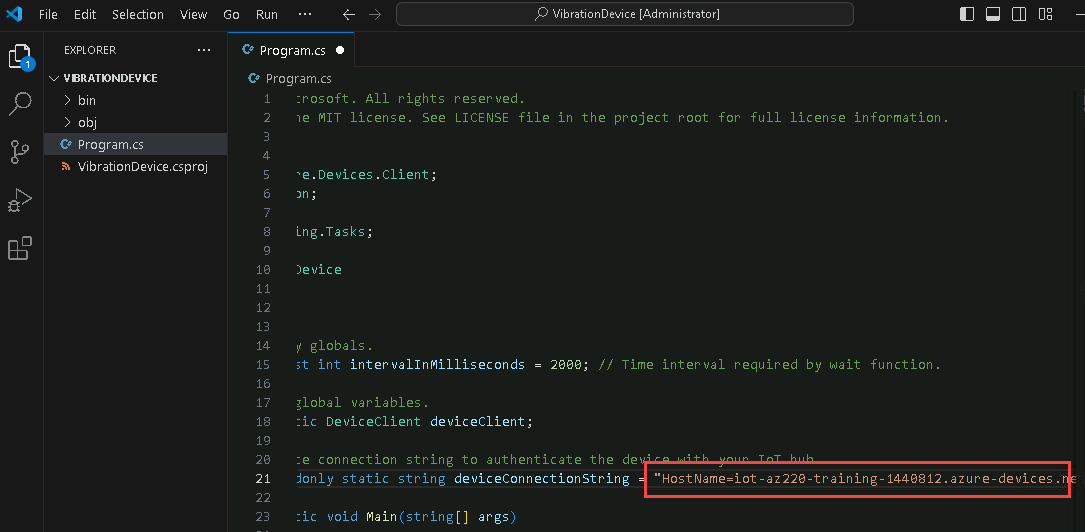 File Edit Selection View Go Run ··· VibrationDevice [Administrator]
EXPLORER ···
1
VIBRATIONDEVICE
bin
obj
Program.cs
VibrationDevice.csproj
Program.cs
Program.cs
1 crosoft. All rights reserved.
2 he MIT license. See LICENSE file in the project root for full license information.
3
4
5 re.Devices.Client;
6 on;
7
8 ing.Tasks;
9
10 Device
11
12
13
14 y globals.
15 st int intervalInMilliseconds = 2000; // Time interval required by wait function.
16
17 global variables.
18 tic DeviceClient deviceClient;
19
20 ce connection string to authenticate the device with your IoT hub
21 donly static string deviceConnectionString = "HostName=iot-az220-training-1440812.azure-devices.ne
22
23 tic void Main(string[] args)